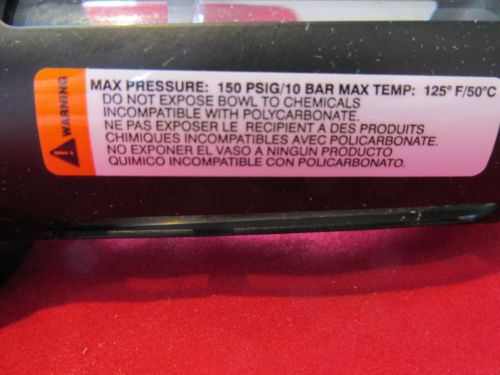 WARNING
MAX PRESSURE: 150 PSIG/10 BAR MAX TEMP: 125° F/50°C
DO NOT EXPOSE BOWL TO CHEMICALS
INCOMPATIBLE WITH POLYCARBONATE.
NE PAS EXPOSER LE RECIPIENT A DES PRODUITS
CHIMIQUES INCOMPATIBLES AVEC POLICARBONATE.
NO EXPONER EL VASO A NINGUN PRODUCTO
QUIMICO INCOMPATIBLE CON POLICARBONATO.